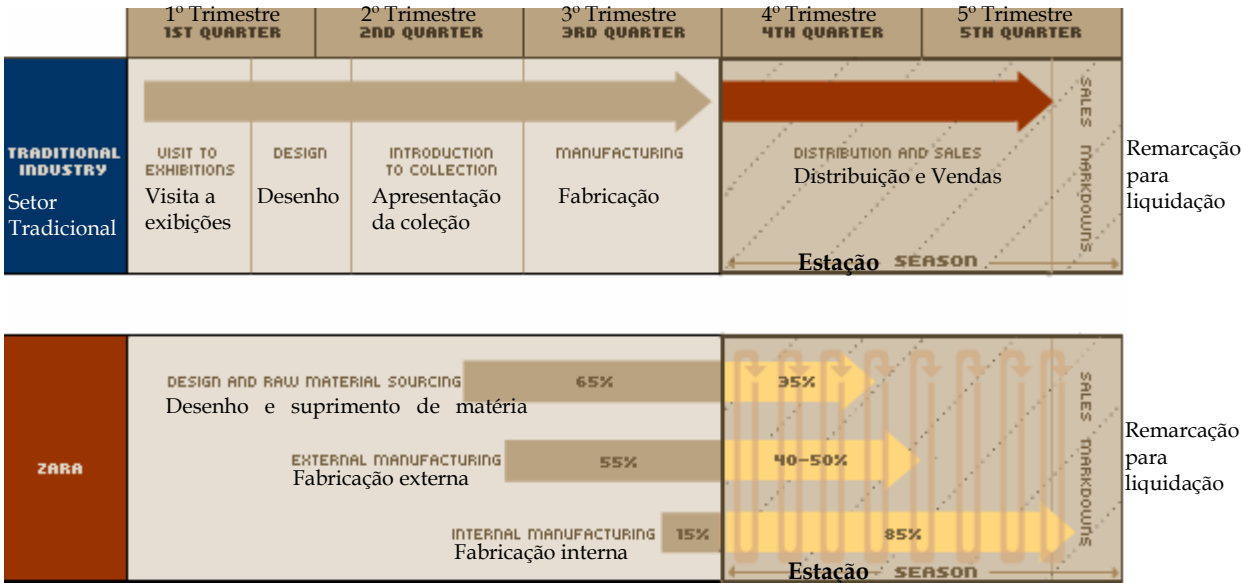 1º Trimestre
1ST QUARTER
2º Trimestre
2ND QUARTER
3º Trimestre
3RD QUARTER
4º Trimestre
4TH QUARTER
5º Trimestre
5TH QUARTER
TRADITIONAL
INDUSTRY
Setor
Tradicional
VISIT TO
EXHIBITIONS
Visita a
exibições
DESIGN
Desenho
INTRODUCTION
TO COLLECTION
Apresentação
da coleção
MANUFACTURING
Fabricação
DISTRIBUTION AND SALES
Distribuição e Vendas
Estação SEASON
SALES MARKDOWNS
Remarcação
para
liquidação
ZARA
DESIGN AND RAW MATERIAL SOURCING 65% 35%
Desenho e suprimento de matéria
EXTERNAL MANUFACTURING 55% 40-50%
Fabricação externa
INTERNAL MANUFACTURING 15% 85%
Fabricação interna
Estação SEASON
SALES MARKDOWNS
Remarcação
para
liquidação